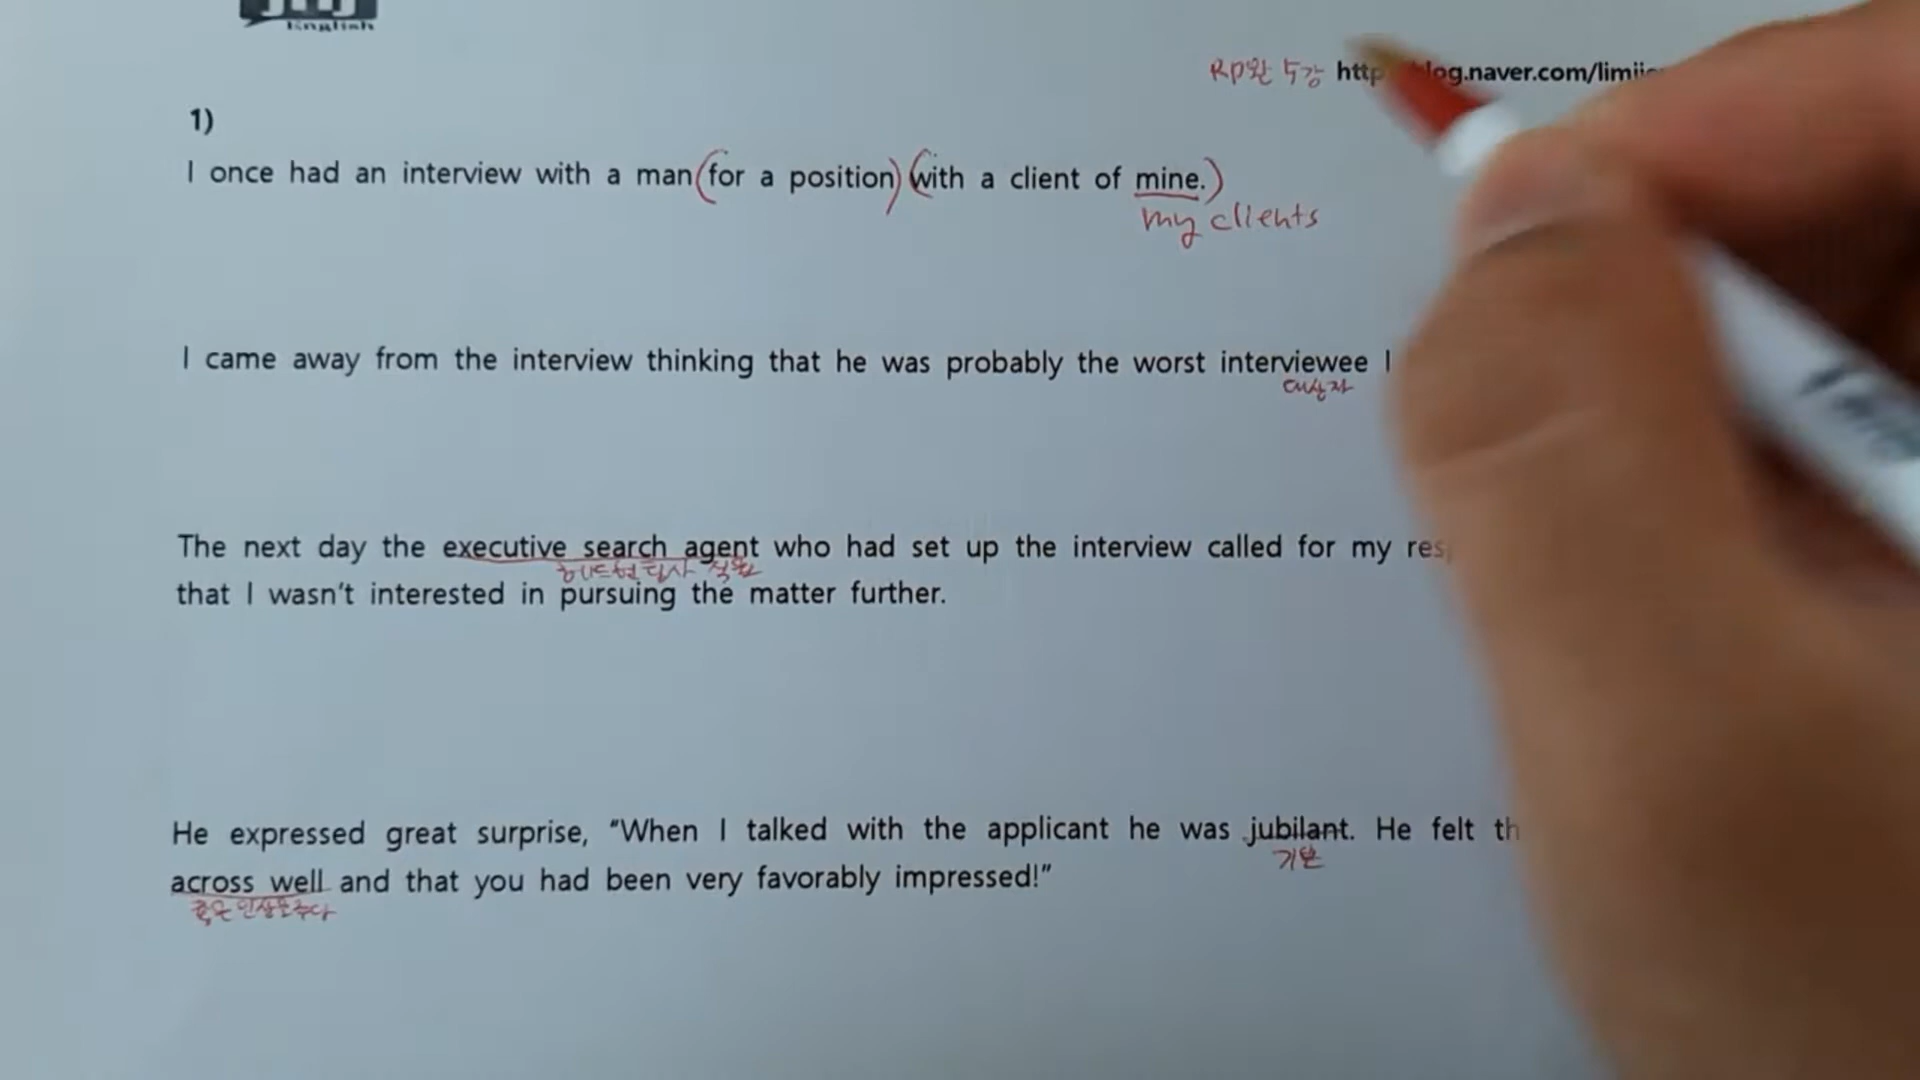 English
RP완 5강 http blog.naver.com/limij
1)
I once had an interview with a man (for a position) (with a client of mine.)
my clients
I came away from the interview thinking that he was probably the worst interviewee I
대상자
The next day the executive search agent who had set up the interview called for my res
헤드헌팅사 직원
that I wasn't interested in pursuing the matter further.
He expressed great surprise, "When I talked with the applicant he was jubilant. He felt th
기쁜
across well and that you had been very favorably impressed!"
좋은 인상을 주다